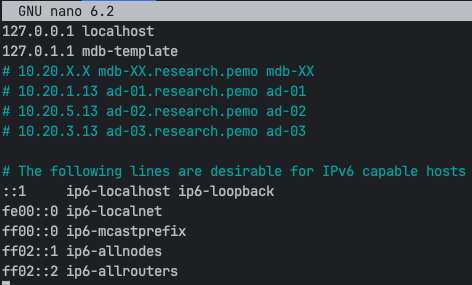 GNU nano 6.2
127.0.0.1 localhost
127.0.1.1 mdb-template
# 10.20.X.X mdb-XX.research.pemo mdb-XX
# 10.20.1.13 ad-01.research.pemo ad-01
# 10.20.5.13 ad-02.research.pemo ad-02
# 10.20.3.13 ad-03.research.pemo ad-03
# The following lines are desirable for IPv6 capable hosts
::1     ip6-localhost ip6-loopback
fe00::0 ip6-localnet
ff00::0 ip6-mcastprefix
ff02::1 ip6-allnodes
ff02::2 ip6-allrouters